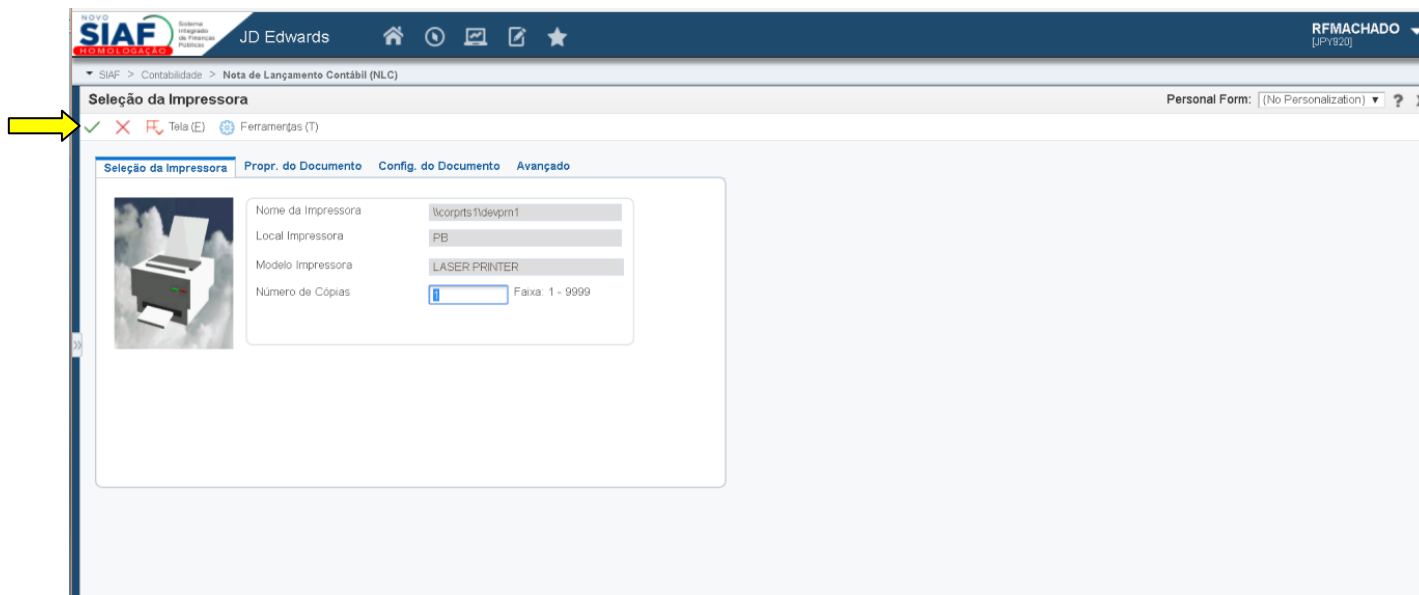 NOVO
SIAF
HOMOLOGAÇÃO
Sistema
Integrado
de Finanças
Públicas
JD Edwards
RFMACHADO
[JPY920]
SIAF > Contabilidade > Nota de Lançamento Contábil (NLC)
Seleção da Impressora
Personal Form: (No Personalization) ?
Tela (E) Ferramentas (T)
Seleção da Impressora Propr. do Documento Config. do Documento Avançado
Nome da Impressora \\corprts1\devprn1
Local Impressora PB
Modelo Impressora LASER PRINTER
Número de Cópias 1 Faixa: 1 - 9999